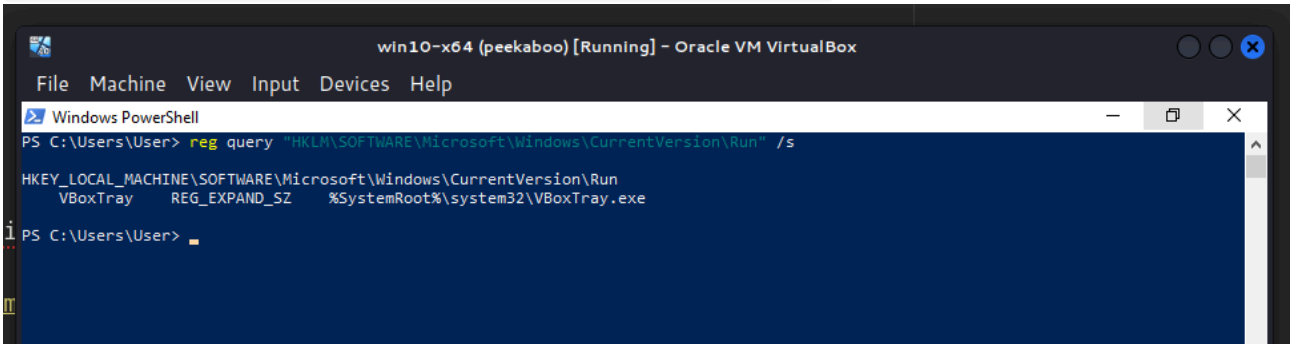 win10-x64 (peekaboo) [Running] - Oracle VM VirtualBox
File Machine View Input Devices Help
Windows PowerShell
PS C:\Users\User> reg query "HKLM\SOFTWARE\Microsoft\Windows\CurrentVersion\Run" /s
HKEY_LOCAL_MACHINE\SOFTWARE\Microsoft\Windows\CurrentVersion\Run
VBoxTray REG_EXPAND_SZ %SystemRoot%\system32\VBoxTray.exe
i
PS C:\Users\User>
m